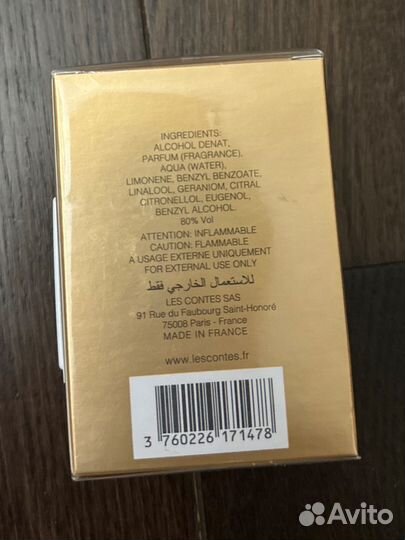 INGREDIENTS:
ALCOHOL DENAT,
PARFUM (FRAGRANCE),
AQUA (WATER),
LIMONENE, BENZYL BENZOATE,
LINALOOL, GERANIOM, CITRAL
CITRONELLOL, EUGENOL,
BENZYL ALCOHOL.
80% Vol
ATTENTION: INFLAMMABLE
CAUTION: FLAMMABLE
A USAGE EXTERNE UNIQUEMENT
FOR EXTERNAL USE ONLY
للاستعمال الخارجي فقط
LES CONTES SAS
91 Rue du Faubourg Saint-Honoré
75008 Paris - France
MADE IN FRANCE
www.lescontes.fr
3 760226 171478
Avito